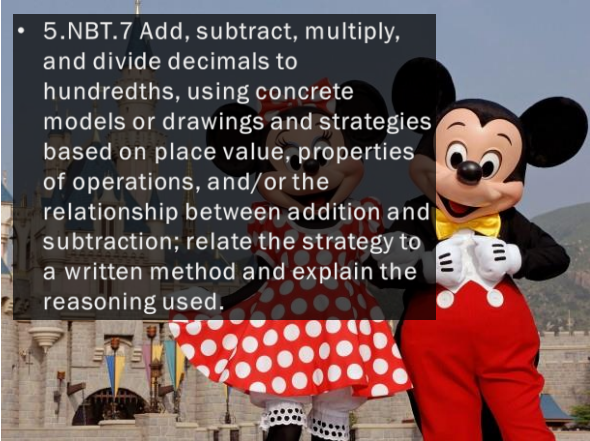 • 5.NBT.7 Add, subtract, multiply,
and divide decimals to
hundredths, using concrete
models or drawings and strategies
based on place value, properties
of operations, and/or the
relationship between addition and
subtraction; relate the strategy to
a written method and explain the
reasoning used.